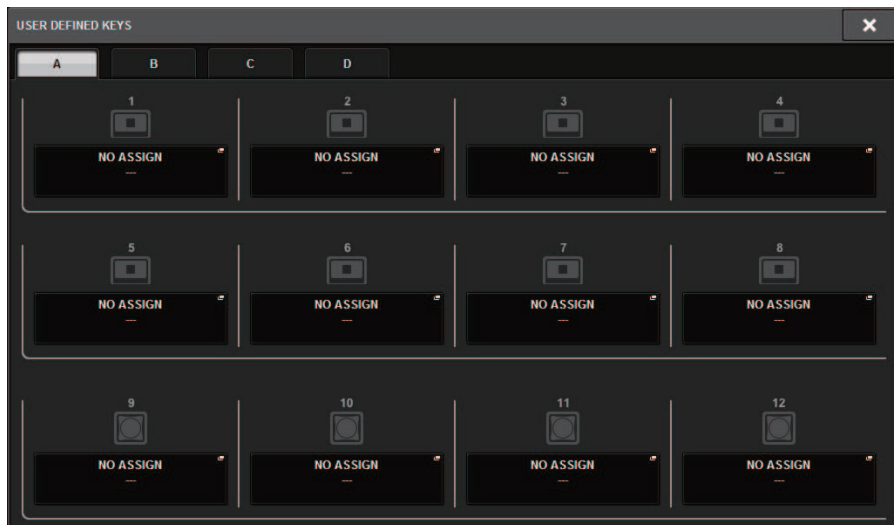 USER DEFINED KEYS
A B C D
1 2 3 4
NO ASSIGN NO ASSIGN NO ASSIGN NO ASSIGN
--- --- --- ---
5 6 7 8
NO ASSIGN NO ASSIGN NO ASSIGN NO ASSIGN
--- --- --- ---
9 10 11 12
NO ASSIGN NO ASSIGN NO ASSIGN NO ASSIGN
--- --- --- ---